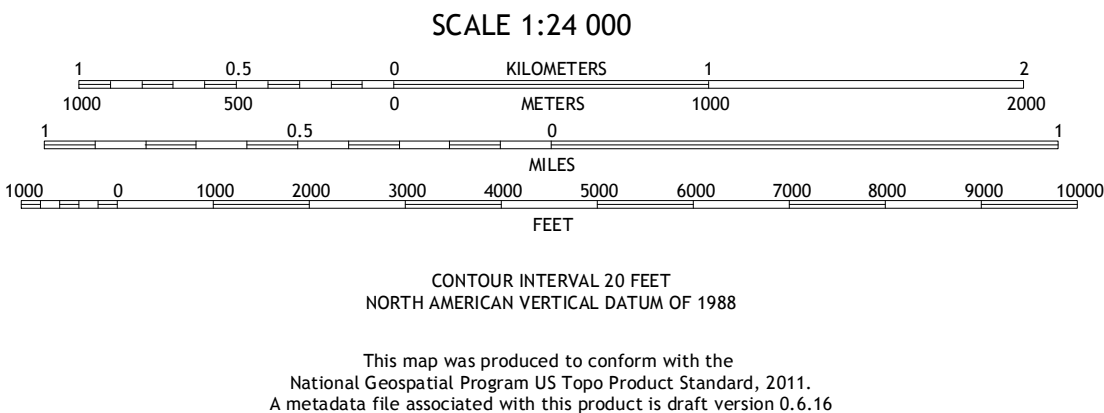 SCALE 1:24 000
1 0.5 0 KILOMETERS 1 2
1000 500 0 METERS 1000 2000
1 0.5 0 1
MILES
1000 0 1000 2000 3000 4000 5000 6000 7000 8000 9000 10000
FEET
CONTOUR INTERVAL 20 FEET
NORTH AMERICAN VERTICAL DATUM OF 1988
This map was produced to conform with the
National Geospatial Program US Topo Product Standard, 2011.
A metadata file associated with this product is draft version 0.6.16